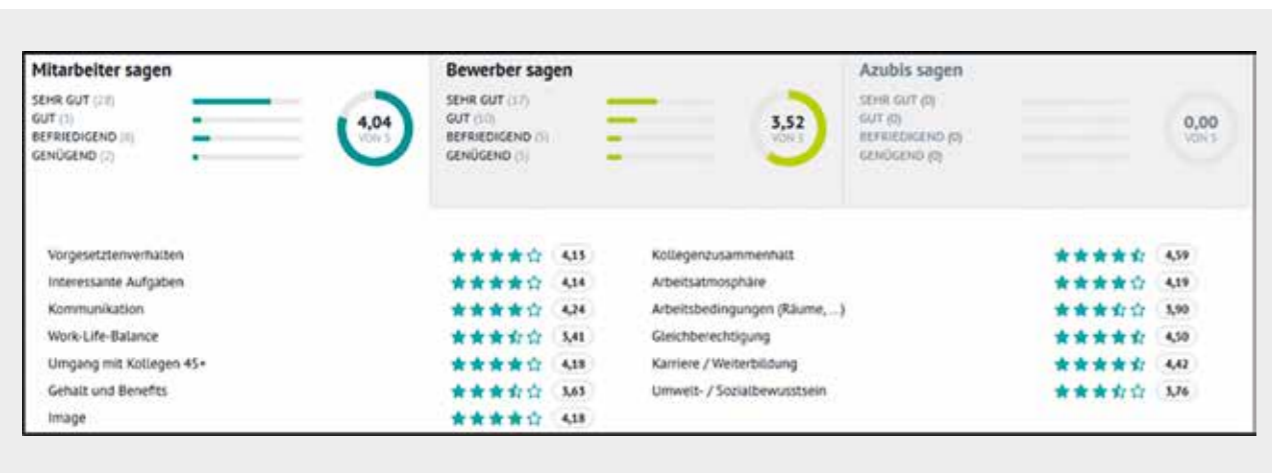 Mitarbeiter sagen
SEHR GUT (28)
GUT (3)
BEFRIEDIGEND (6)
GENÜGEND (2)
4,04
VON 5
Bewerber sagen
SEHR GUT (17)
GUT (10)
BEFRIEDIGEND (5)
GENÜGEND (5)
3,52
VON 5
Azubis sagen
SEHR GUT (0)
GUT (0)
BEFRIEDIGEND (0)
GENÜGEND (0)
0,00
VON 5
Vorgesetztenverhalten 4,15
Interessante Aufgaben 4,14
Kommunikation 4,24
Work-Life-Balance 3,41
Umgang mit Kollegen 45+ 4,18
Gehalt und Benefits 3,63
Image 4,18
Kollegenzusammenhalt 4,59
Arbeitsatmosphäre 4,19
Arbeitsbedingungen (Räume, ...) 3,90
Gleichberechtigung 4,50
Karriere / Weiterbildung 4,42
Umwelt- / Sozialbewusstsein 3,76